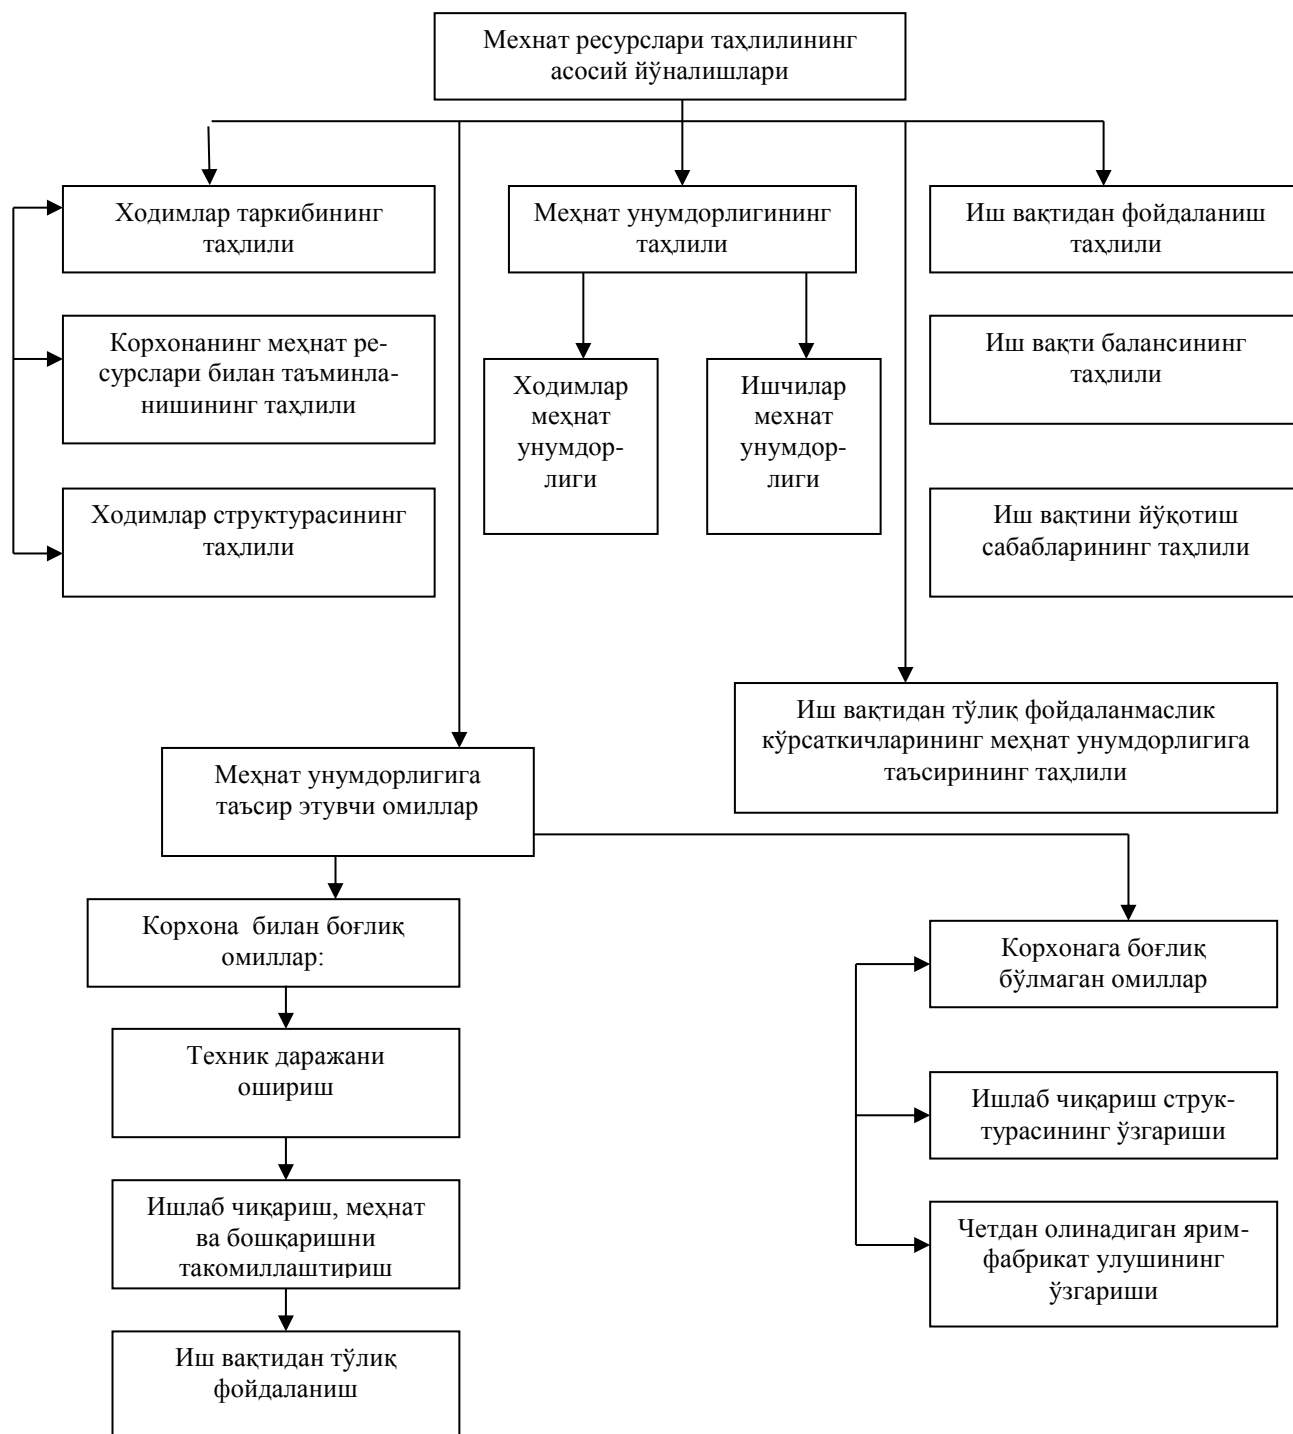 Мехнат ресурслари таҳлилининг
асосий йўналишлари
Ходимлар таркибининг
таҳлили
Меҳнат унумдорлигининг
таҳлили
Иш вақтидан фойдаланиш
таҳлили
Корхонанинг меҳнат ре-
сурслари билан таъминла-
нишининг таҳлили
Ходимлар
меҳнат
унумдор-
лиги
Ишчилар
мехнат
унумдор-
лиги
Иш вақти балансининг
таҳлили
Ходимлар структурасининг
таҳлили
Иш вақтини йўқотиш
сабабларининг таҳлили
Иш вақтидан тўлиқ фойдаланмаслик
кўрсаткичларининг меҳнат унумдорлигига
таъсирининг таҳлили
Меҳнат унумдорлигига
таъсир этувчи омиллар
Корхона билан боғлиқ
омиллар:
Корхонага боғлиқ
бўлмаган омиллар
Техник даражани
ошириш
Ишлаб чиқариш струк-
турасининг ўзгариши
Ишлаб чиқариш, меҳнат
ва бошқаришни
такомиллаштириш
Четдан олинадиган ярим-
фабрикат улушининг
ўзгариши
Иш вақтидан тўлиқ
фойдаланиш